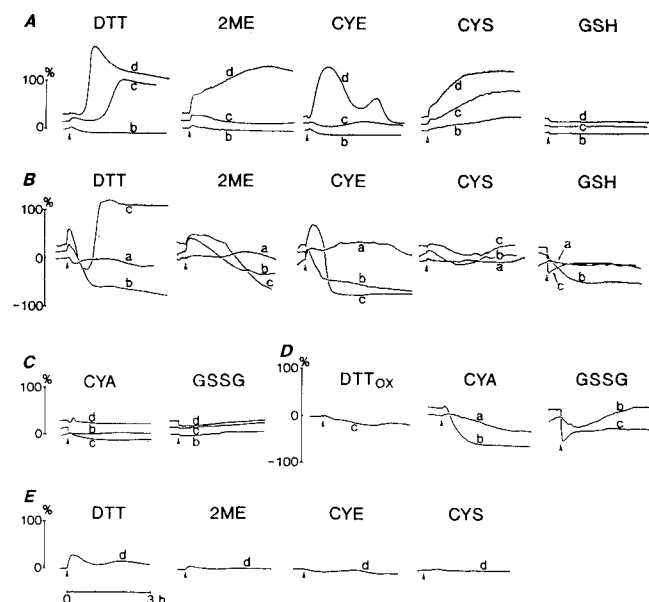 A
DTT 2ME CYE CYS GSH
%
100
0
d c b
d c b
d c b
d c b
d c b
B
DTT 2ME CYE CYS GSH
%
100
0
-100
c a b
a b c
a b c
c b a
a b c
C
CYA GSSG
%
100
0
d b c
d c b
D
DTTOX CYA GSSG
%
100
0
-100
c
a b
b c
E
DTT 2ME CYE CYS
%
100
0
d d d d
0 3 h